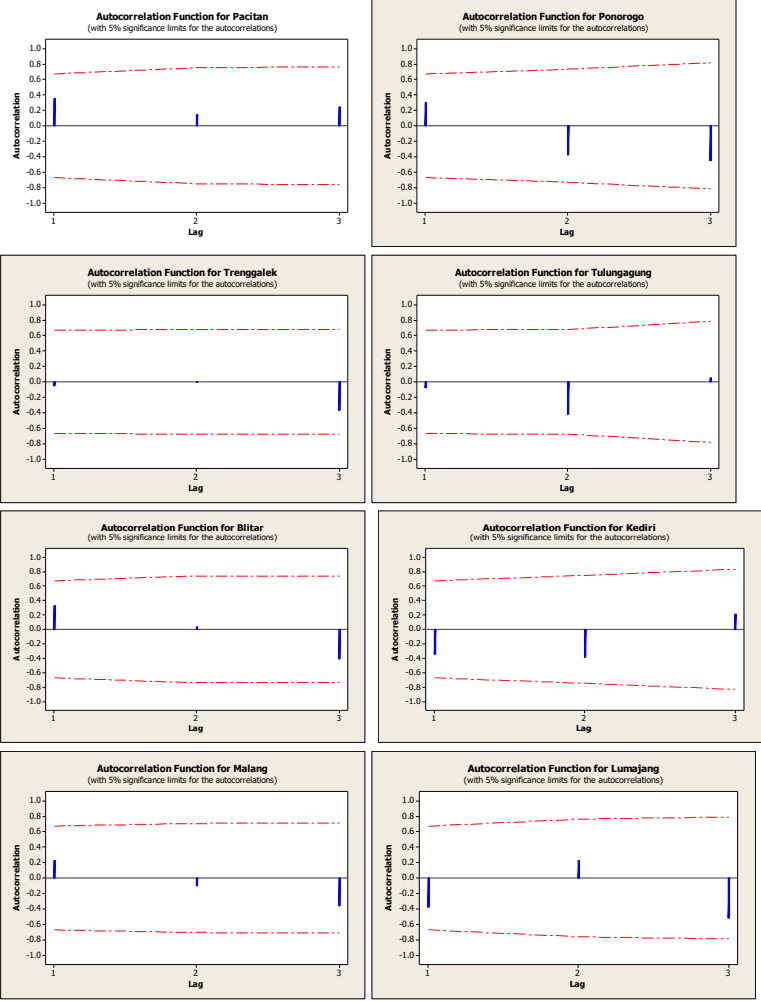 Autocorrelation Function for Pacitan
(with 5% significance limits for the autocorrelations)
1.0
0.8
0.6
0.4
0.2
0.0
-0.2
-0.4
-0.6
-0.8
-1.0
Autocorrelation
1 2 3
Lag
Autocorrelation Function for Ponorogo
(with 5% significance limits for the autocorrelations)
1.0
0.8
0.6
0.4
0.2
0.0
-0.2
-0.4
-0.6
-0.8
-1.0
Autocorrelation
1 2 3
Lag
Autocorrelation Function for Trenggalek
(with 5% significance limits for the autocorrelations)
1.0
0.8
0.6
0.4
0.2
0.0
-0.2
-0.4
-0.6
-0.8
-1.0
Autocorrelation
1 2 3
Lag
Autocorrelation Function for Tulungagung
(with 5% significance limits for the autocorrelations)
1.0
0.8
0.6
0.4
0.2
0.0
-0.2
-0.4
-0.6
-0.8
-1.0
Autocorrelation
1 2 3
Lag
Autocorrelation Function for Blitar
(with 5% significance limits for the autocorrelations)
1.0
0.8
0.6
0.4
0.2
0.0
-0.2
-0.4
-0.6
-0.8
-1.0
Autocorrelation
1 2 3
Lag
Autocorrelation Function for Kediri
(with 5% significance limits for the autocorrelations)
1.0
0.8
0.6
0.4
0.2
0.0
-0.2
-0.4
-0.6
-0.8
-1.0
Autocorrelation
1 2 3
Lag
Autocorrelation Function for Malang
(with 5% significance limits for the autocorrelations)
1.0
0.8
0.6
0.4
0.2
0.0
-0.2
-0.4
-0.6
-0.8
-1.0
Autocorrelation
1 2 3
Lag
Autocorrelation Function for Lumajang
(with 5% significance limits for the autocorrelations)
1.0
0.8
0.6
0.4
0.2
0.0
-0.2
-0.4
-0.6
-0.8
-1.0
Autocorrelation
1 2 3
Lag